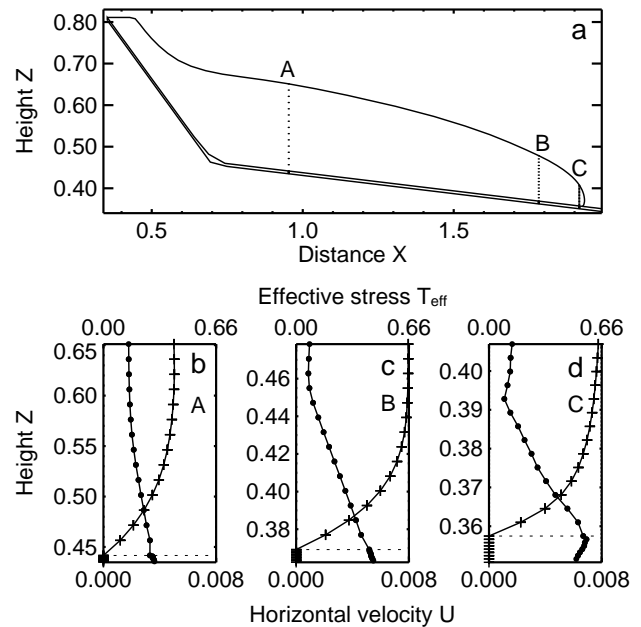 0.80
0.70
0.60
0.50
0.40
Height Z
a
A
B
C
0.5 1.0 1.5
Distance X
Effective stress Teff
0.00 0.66
0.00 0.66
0.00 0.66
Height Z
0.65
0.60
0.55
0.50
0.45
b
A
0.46
0.44
0.42
0.40
0.38
c
B
0.40
0.39
0.38
0.37
0.36
d
C
0.000 0.008
0.000 0.008
0.000 0.008
Horizontal velocity U